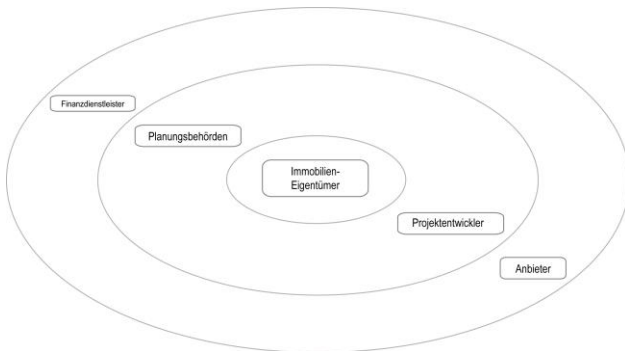 Finanzdienstleister
Planungsbehörden
Immobilien-
Eigentümer
Projektentwickler
Anbieter